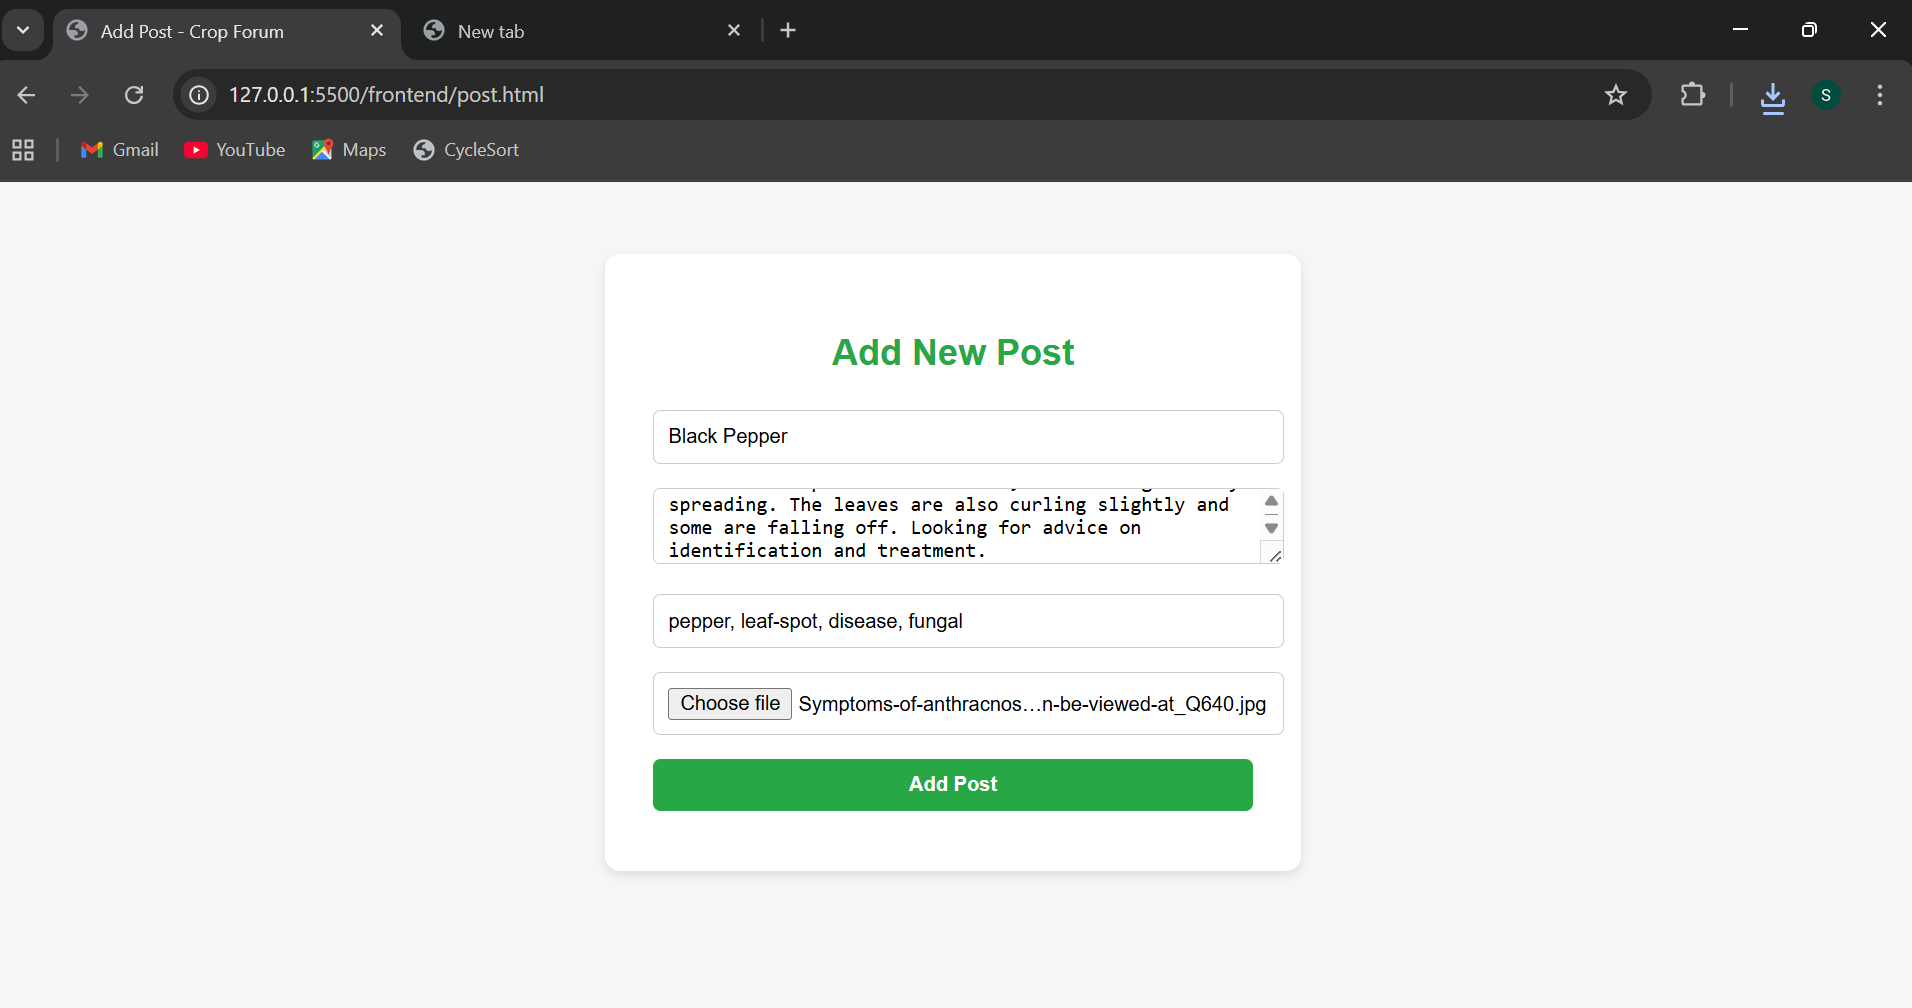 Add Post - Crop Forum
New tab
127.0.0.1:5500/frontend/post.html
S
Gmail
YouTube
Maps
CycleSort
Add New Post
Black Pepper
spreading. The leaves are also curling slightly and
some are falling off. Looking for advice on
identification and treatment.
pepper, leaf-spot, disease, fungal
Choose file Symptoms-of-anthracnos...n-be-viewed-at_Q640.jpg
Add Post